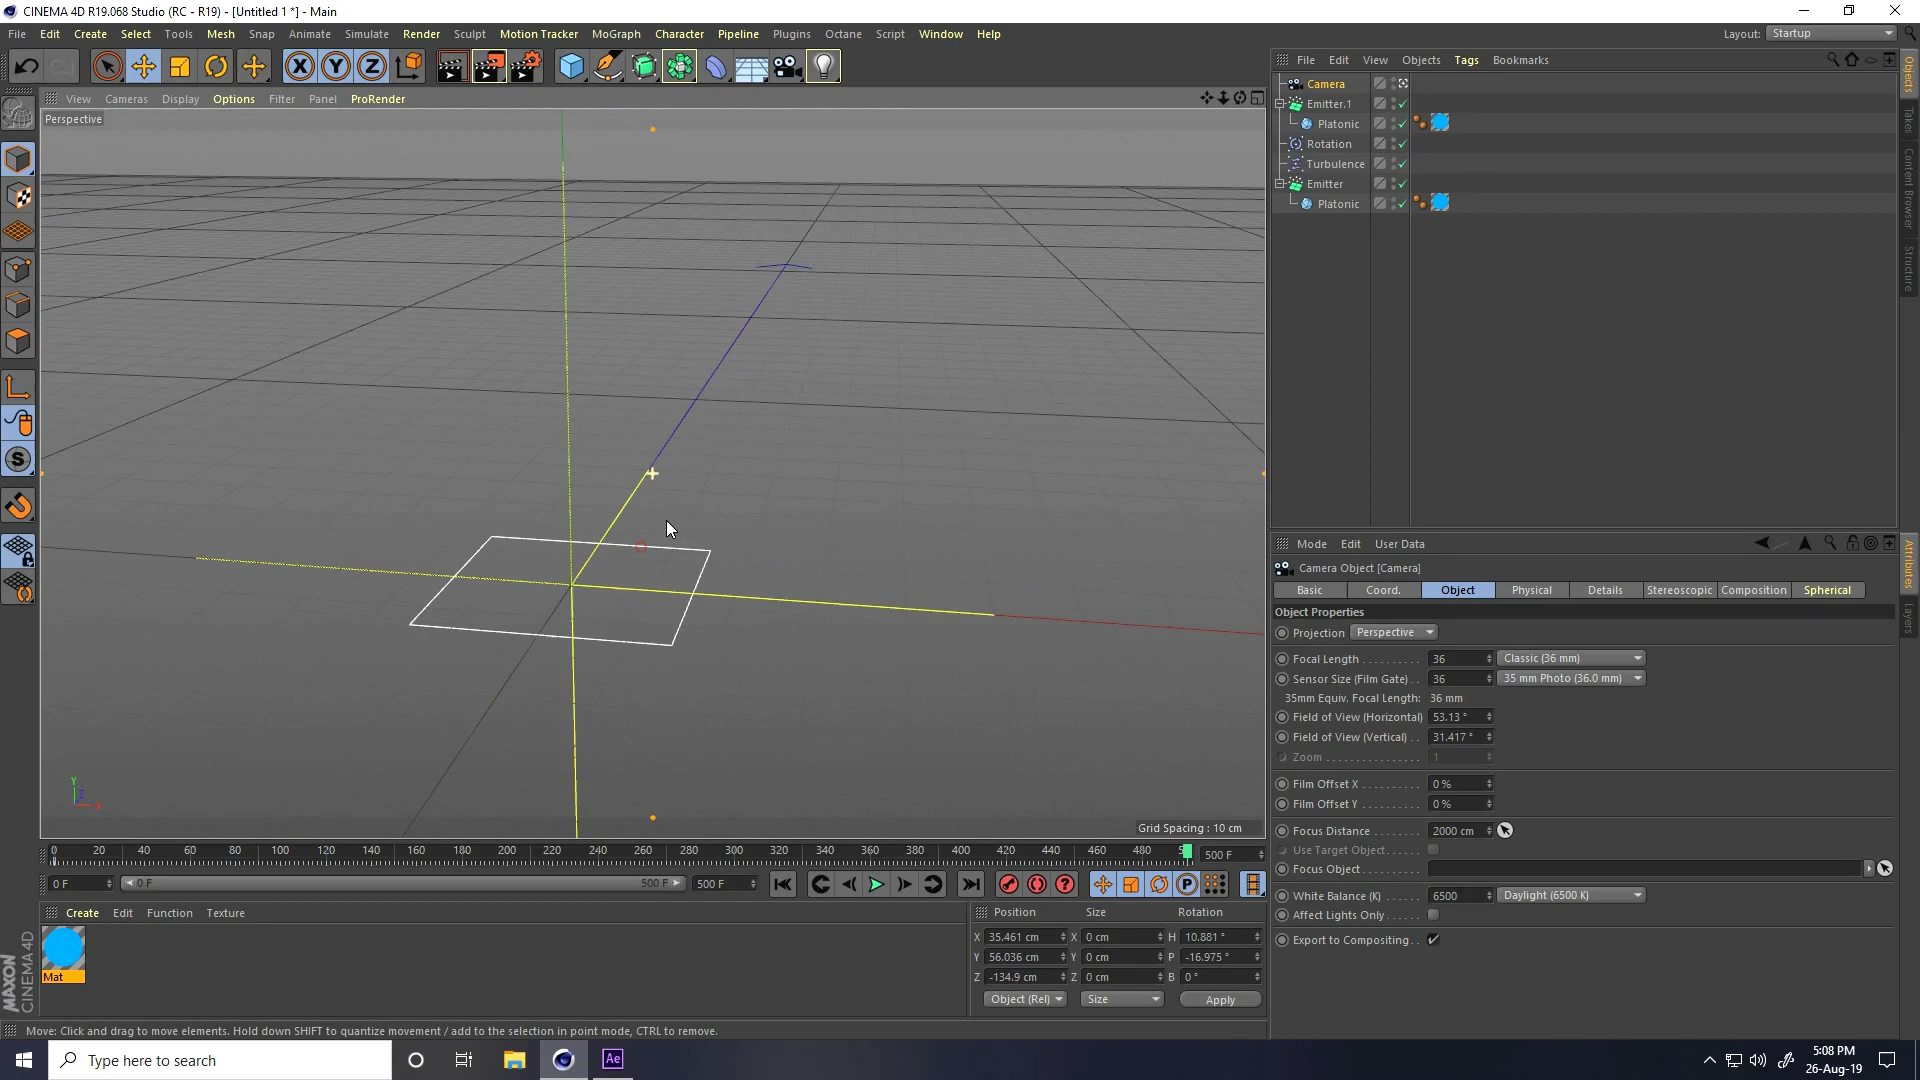 CINEMA 4D R19.068 Studio (RC - R19) - [Untitled 1 *] - Main
File Edit Create Select Tools Mesh Snap Animate Simulate Render Sculpt Motion Tracker MoGraph Character Pipeline Plugins Octane Script Window Help
Layout: Startup
View Cameras Display Options Filter Panel ProRender
Perspective
File Edit View Objects Tags Bookmarks
Camera
Emitter.1
Platonic
Rotation
Turbulence
Emitter
Platonic
Objects
Takes
Content Browser
Structure
Mode Edit User Data
Camera Object [Camera]
Basic Coord. Object Physical Details Stereoscopic Composition Spherical
Object Properties
Projection Perspective
Focal Length 36 Classic (36 mm)
Sensor Size (Film Gate) 36 35 mm Photo (36.0 mm)
35mm Equiv. Focal Length: 36 mm
Field of View (Horizontal) 53.13 °
Field of View (Vertical) 31.417 °
Zoom 1
Film Offset X 0 %
Film Offset Y 0 %
Focus Distance 2000 cm
Use Target Object
Focus Object
White Balance (K) 6500 Daylight (6500 K)
Affect Lights Only
Export to Compositing
Attributes
Layers
Y
Z
X
Grid Spacing : 10 cm
0 20 40 60 80 100 120 140 160 180 200 220 240 260 280 300 320 340 360 380 400 420 440 460 480 500 F
0 F 0 F 500 F 500 F
Create Edit Function Texture
Mat
MAXON CINEMA 4D
Position Size Rotation
X 35.461 cm X 0 cm H 10.881 °
Y 56.036 cm Y 0 cm P -16.975 °
Z -134.9 cm Z 0 cm B 0 °
Object (Rel) Size Apply
Move: Click and drag to move elements. Hold down SHIFT to quantize movement / add to the selection in point mode, CTRL to remove.
Type here to search
Ae
5:08 PM
26-Aug-19